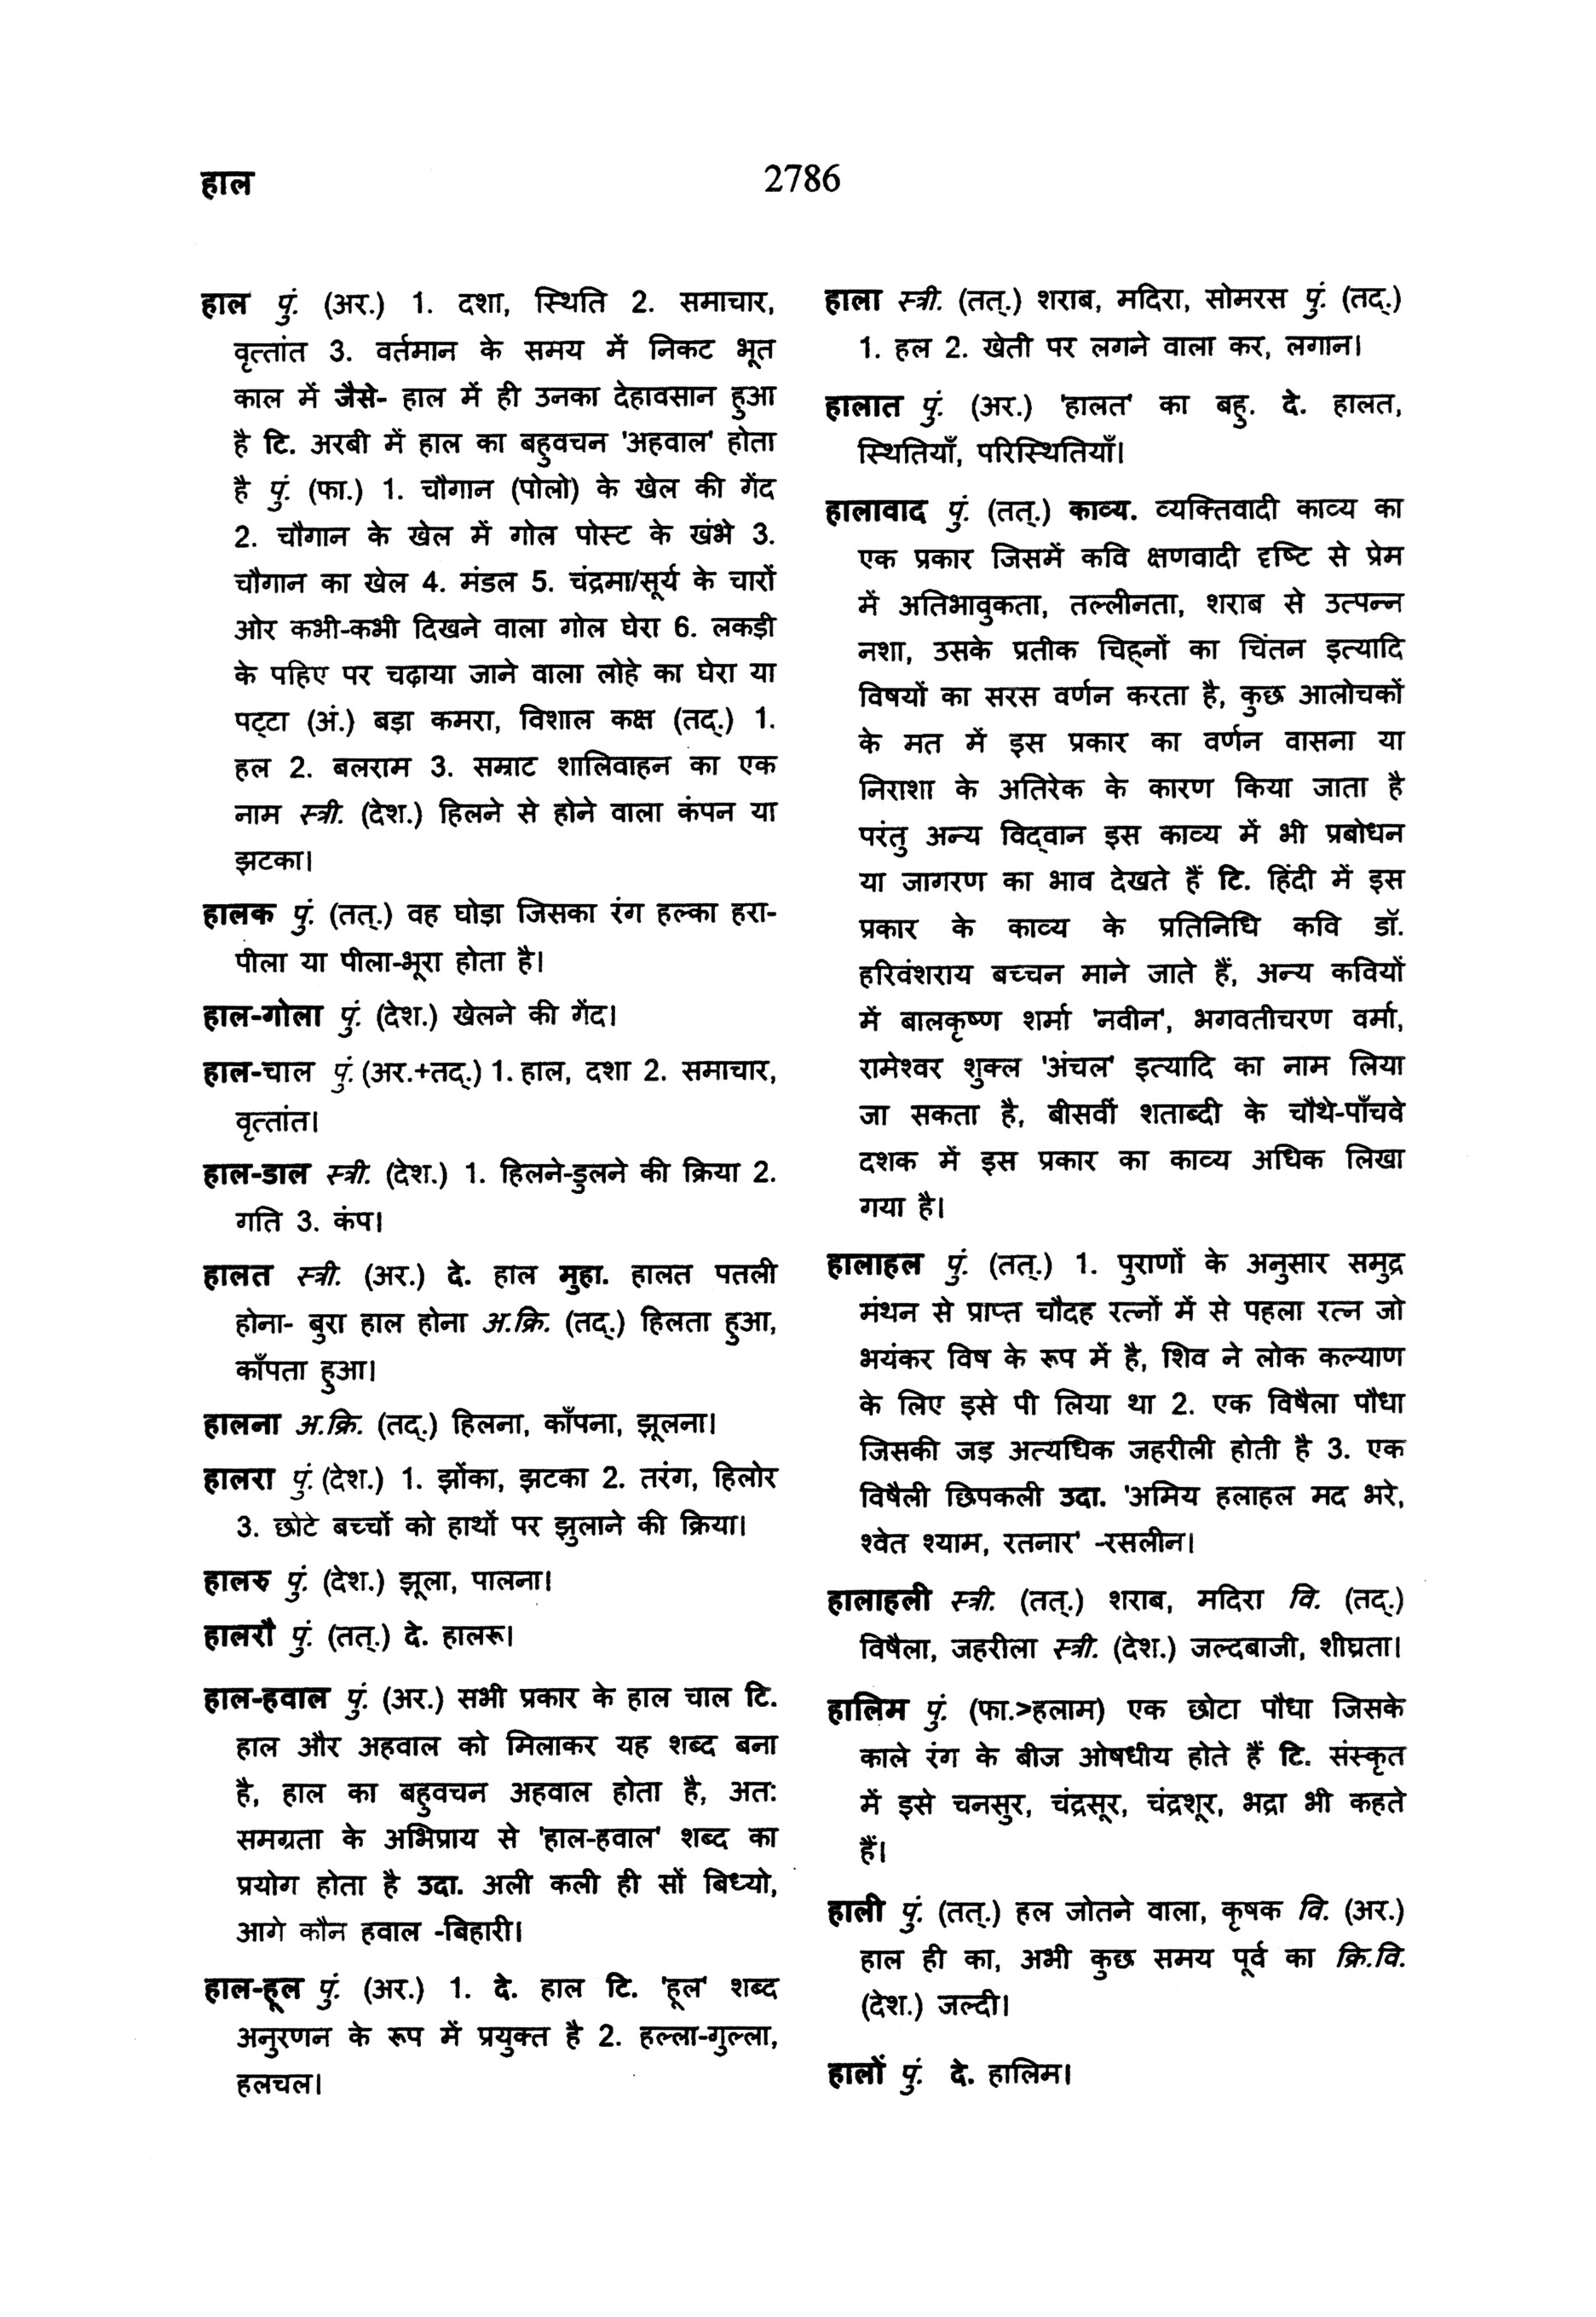 हाल
2786
हाल पुं. (अर.) 1. दशा, स्थिति 2. समाचार,
वृत्तांत 3. वर्तमान के समय में निकट भूत
काल में जैसे- हाल में ही उनका देहावसान हुआ
है टि. अरबी में हाल का बहुवचन 'अहवाल' होता
है पुं. (फा.) 1. चौगान (पोलो) के खेल की गेंद
2. चौगान के खेल में गोल पोस्ट के खंभे 3.
चौगान का खेल 4. मंडल 5. चंद्रमा/सूर्य के चारों
ओर कभी-कभी दिखने वाला गोल घेरा 6. लकड़ी
के पहिए पर चढ़ाया जाने वाला लोहे का घेरा या
पट्टा (अं.) बड़ा कमरा, विशाल कक्ष (तद्.) 1.
हल 2. बलराम 3. सम्राट शालिवाहन का एक
नाम स्त्री. (देश.) हिलने से होने वाला कंपन या
झटका।
हालक पुं. (तत्.) वह घोड़ा जिसका रंग हल्का हरा-
पीला या पीला-भूरा होता है।
हाल-गोला पुं. (देश.) खेलने की गेंद।
हाल-चाल पुं. (अर.+तद्.) 1. हाल, दशा 2. समाचार,
वृत्तांत।
हाल-डाल स्त्री. (देश.) 1. हिलने-डुलने की क्रिया 2.
गति 3. कंप।
हालत स्त्री. (अर.) दे. हाल मुहा. हालत पतली
होना- बुरा हाल होना अ.क्रि. (तद्.) हिलता हुआ,
काँपता हुआ।
हालना अ.क्रि. (तद्.) हिलना, काँपना, झूलना।
हालरा पुं. (देश.) 1. झोंका, झटका 2. तरंग, हिलोर
3. छोटे बच्चों को हाथों पर झुलाने की क्रिया।
हालरु पुं. (देश.) झूला, पालना।
हालरौ पुं. (तत्.) दे. हालरू।
हाल-हवाल पुं. (अर.) सभी प्रकार के हाल चाल टि.
हाल और अहवाल को मिलाकर यह शब्द बना
है, हाल का बहुवचन अहवाल होता है, अत:
समग्रता के अभिप्राय से 'हाल-हवाल' शब्द का
प्रयोग होता है उदा. अली कली ही सों बिध्यो,
आगे कौन हवाल -बिहारी।
हाल-हूल पुं. (अर.) 1. दे. हाल टि. 'हूल' शब्द
अनुरणन के रूप में प्रयुक्त है 2. हल्ला-गुल्ला,
हलचल।
हाला स्त्री. (तत्.) शराब, मदिरा, सोमरस पुं. (तद्.)
1. हल 2. खेती पर लगने वाला कर, लगान।
हालात पुं. (अर.) 'हालत' का बहु. दे. हालत,
स्थितियाँ, परिस्थितियाँ।
हालावाद पुं. (तत्.) काव्य. व्यक्तिवादी काव्य का
एक प्रकार जिसमें कवि क्षणवादी दृष्टि से प्रेम
में अतिभावुकता, तल्लीनता, शराब से उत्पन्न
नशा, उसके प्रतीक चिह्नों का चिंतन इत्यादि
विषयों का सरस वर्णन करता है, कुछ आलोचकों
के मत में इस प्रकार का वर्णन वासना या
निराशा के अतिरेक के कारण किया जाता है
परंतु अन्य विद्वान इस काव्य में भी प्रबोधन
या जागरण का भाव देखते हैं टि. हिंदी में इस
प्रकार के काव्य के प्रतिनिधि कवि डॉ.
हरिवंशराय बच्चन माने जाते हैं, अन्य कवियों
में बालकृष्ण शर्मा 'नवीन', भगवतीचरण वर्मा,
रामेश्वर शुक्ल 'अंचल' इत्यादि का नाम लिया
जा सकता है, बीसवीं शताब्दी के चौथे-पाँचवे
दशक में इस प्रकार का काव्य अधिक लिखा
गया है।
हालाहल पुं. (तत्.) 1. पुराणों के अनुसार समुद्र
मंथन से प्राप्त चौदह रत्नों में से पहला रत्न जो
भयंकर विष के रूप में है, शिव ने लोक कल्याण
के लिए इसे पी लिया था 2. एक विषैला पौधा
जिसकी जड़ अत्यधिक जहरीली होती है 3. एक
विषैली छिपकली उदा. 'अमिय हलाहल मद भरे,
श्वेत श्याम, रतनार' -रसलीन।
हालाहली स्त्री. (तत्.) शराब, मदिरा वि. (तद्.)
विषैला, जहरीला स्त्री. (देश.) जल्दबाजी, शीघ्रता।
हालिम पुं. (फा.>हलाम) एक छोटा पौधा जिसके
काले रंग के बीज ओषधीय होते हैं टि. संस्कृत
में इसे चनसुर, चंद्रसूर, चंद्रशूर, भद्रा भी कहते
हैं।
हाली पुं. (तत्.) हल जोतने वाला, कृषक वि. (अर.)
हाल ही का, अभी कुछ समय पूर्व का क्रि.वि.
(देश.) जल्दी।
हालों पुं. दे. हालिम।